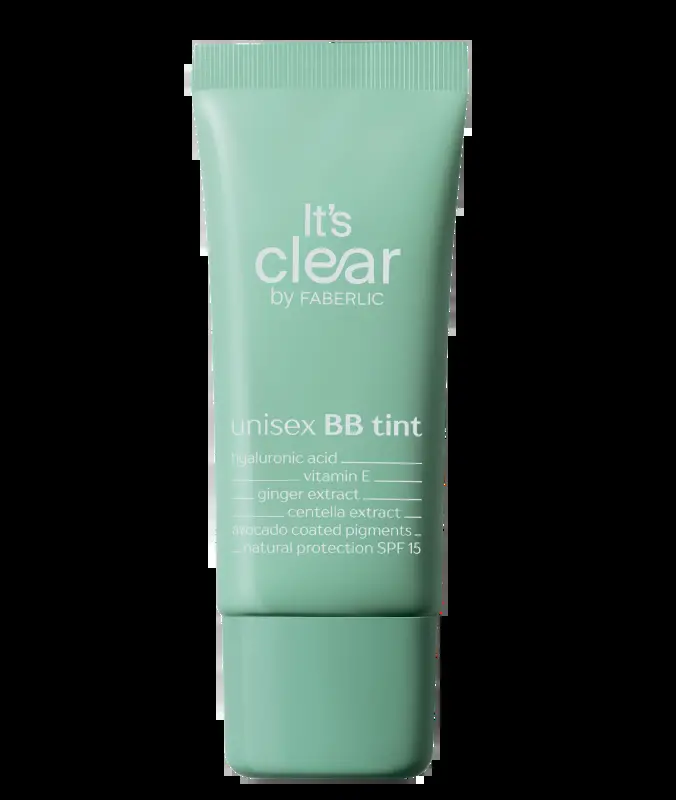 It's
clear
by FABERLIC
unisex BB tint
hyaluronic acid
vitamin E
ginger extract
centella extract
avocado coated pigments
natural protection SPF 15